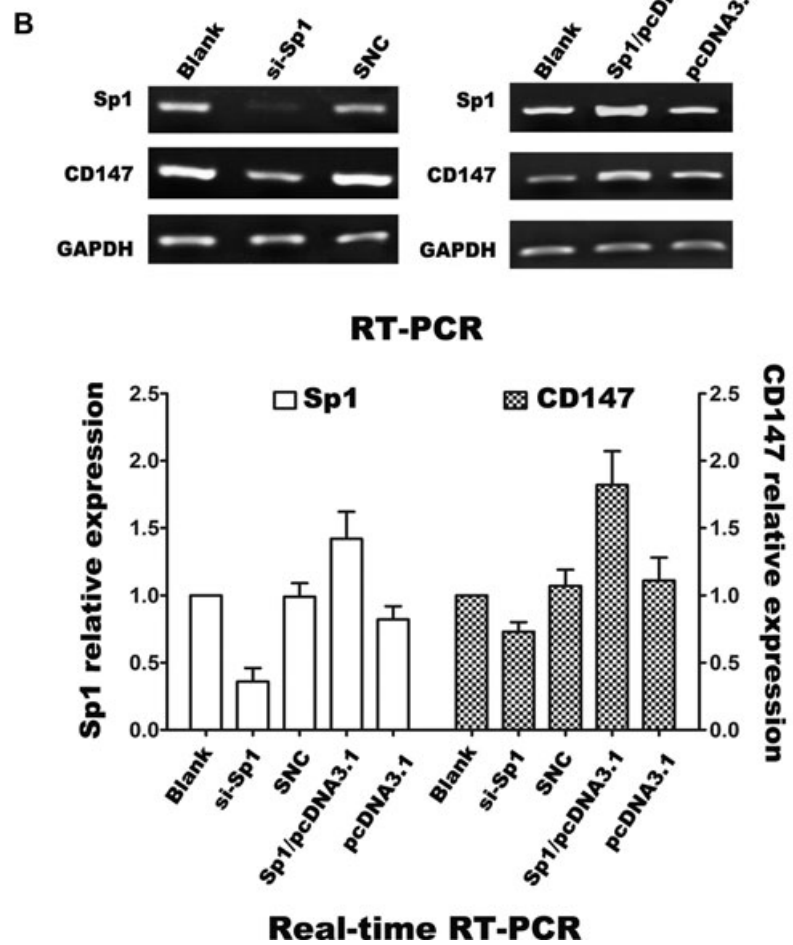 B
Blank si-Sp1 SNC
Blank Sp1/pcDN pcDNA3.
Sp1
CD147
GAPDH
Sp1
CD147
GAPDH
RT-PCR
Sp1 CD147
Sp1 relative expression
2.5
2.0
1.5
1.0
0.5
0.0
CD147 relative expression
2.5
2.0
1.5
1.0
0.5
0.0
Blank si-Sp1 SNC Sp1/pcDNA3.1 pcDNA3.1 Blank si-Sp1 SNC Sp1/pcDNA3.1 pcDNA3.1
Real-time RT-PCR